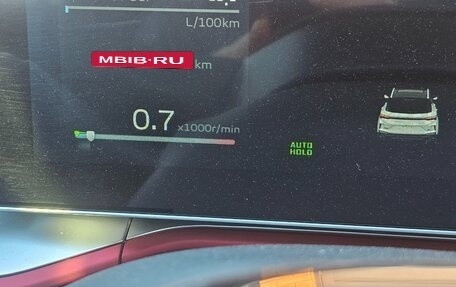 L/100km
MBIB·RU km
0.7 x1000r/min
AUTO
HOLD